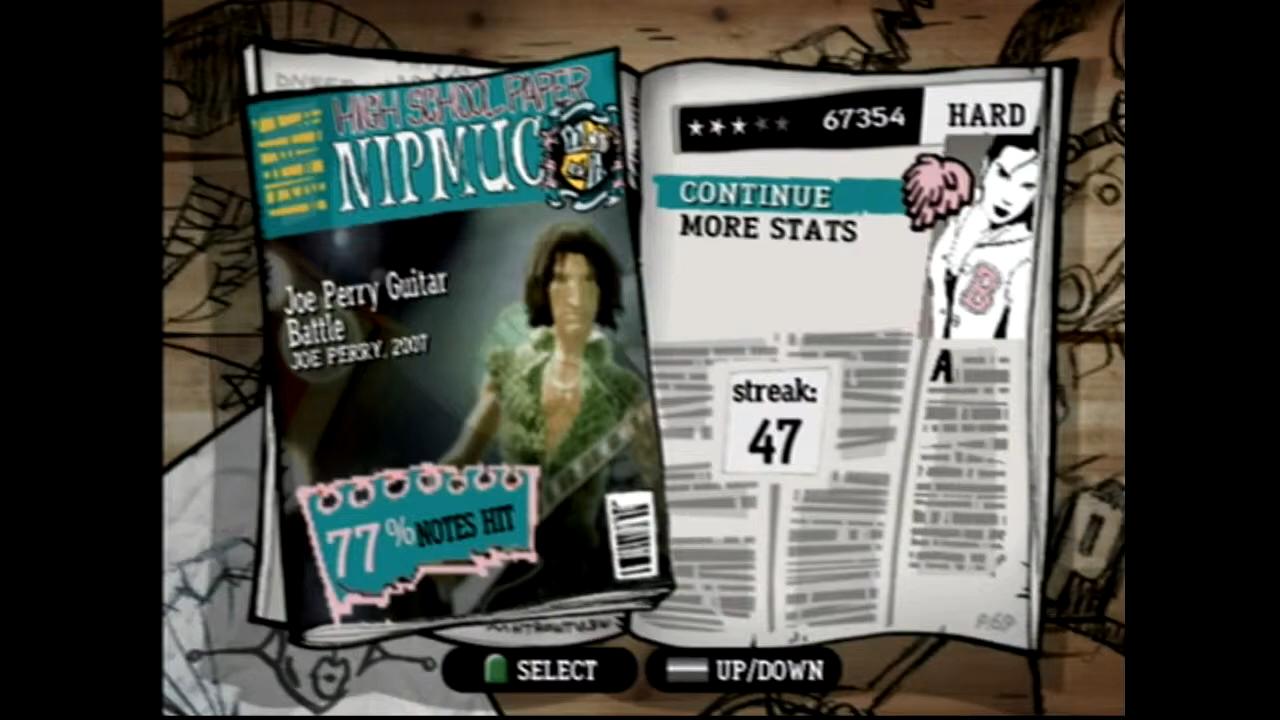 HIGH SCHOOL PAPER
NIPMUC
Joe Perry Guitar
Battle
JOE PERRY, 2007
77% NOTES HIT
67354
HARD
CONTINUE
MORE STATS
streak:
47
A
B
SELECT
UP/DOWN